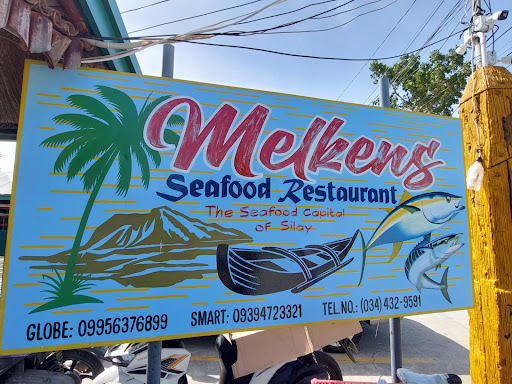 Melkens
Seafood Restaurant
The Seafood Capital
of Silay
GLOBE: 09956376899 SMART: 09394723321 TEL.NO.: (034) 432-9591